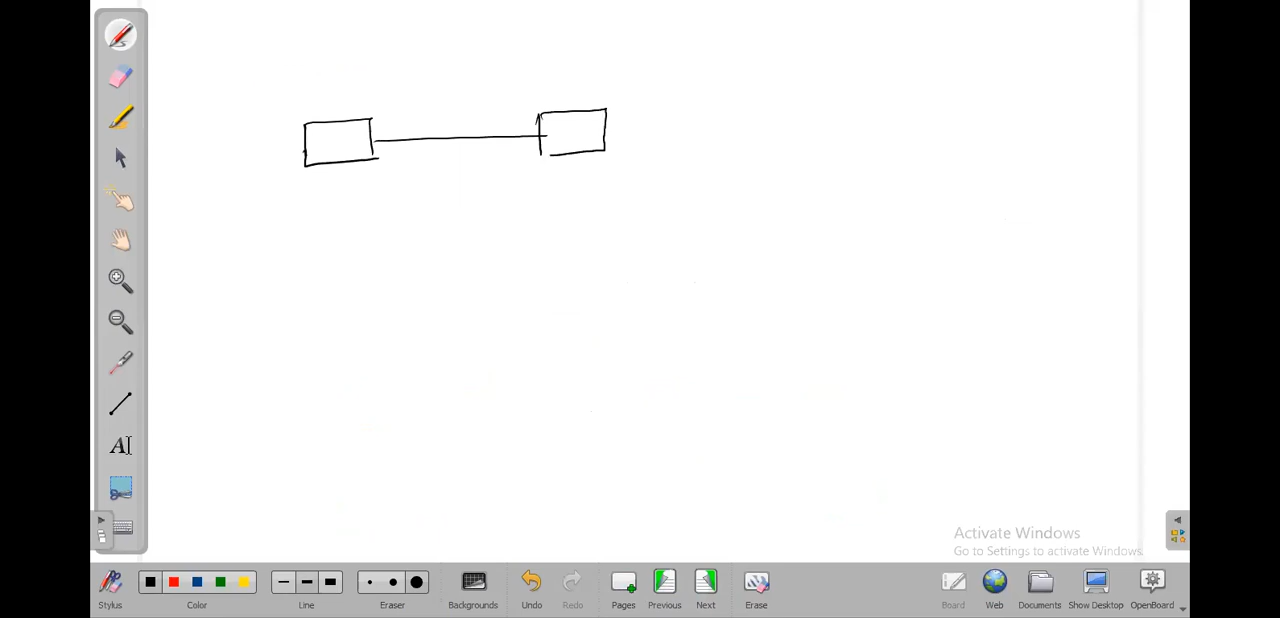 A
Activate Windows
Go to Settings to activate Windows.
Stylus
Color
Line
Eraser
Backgrounds
Undo
Redo
Pages
Previous
Next
Erase
Board
Web
Documents
Show Desktop
OpenBoard